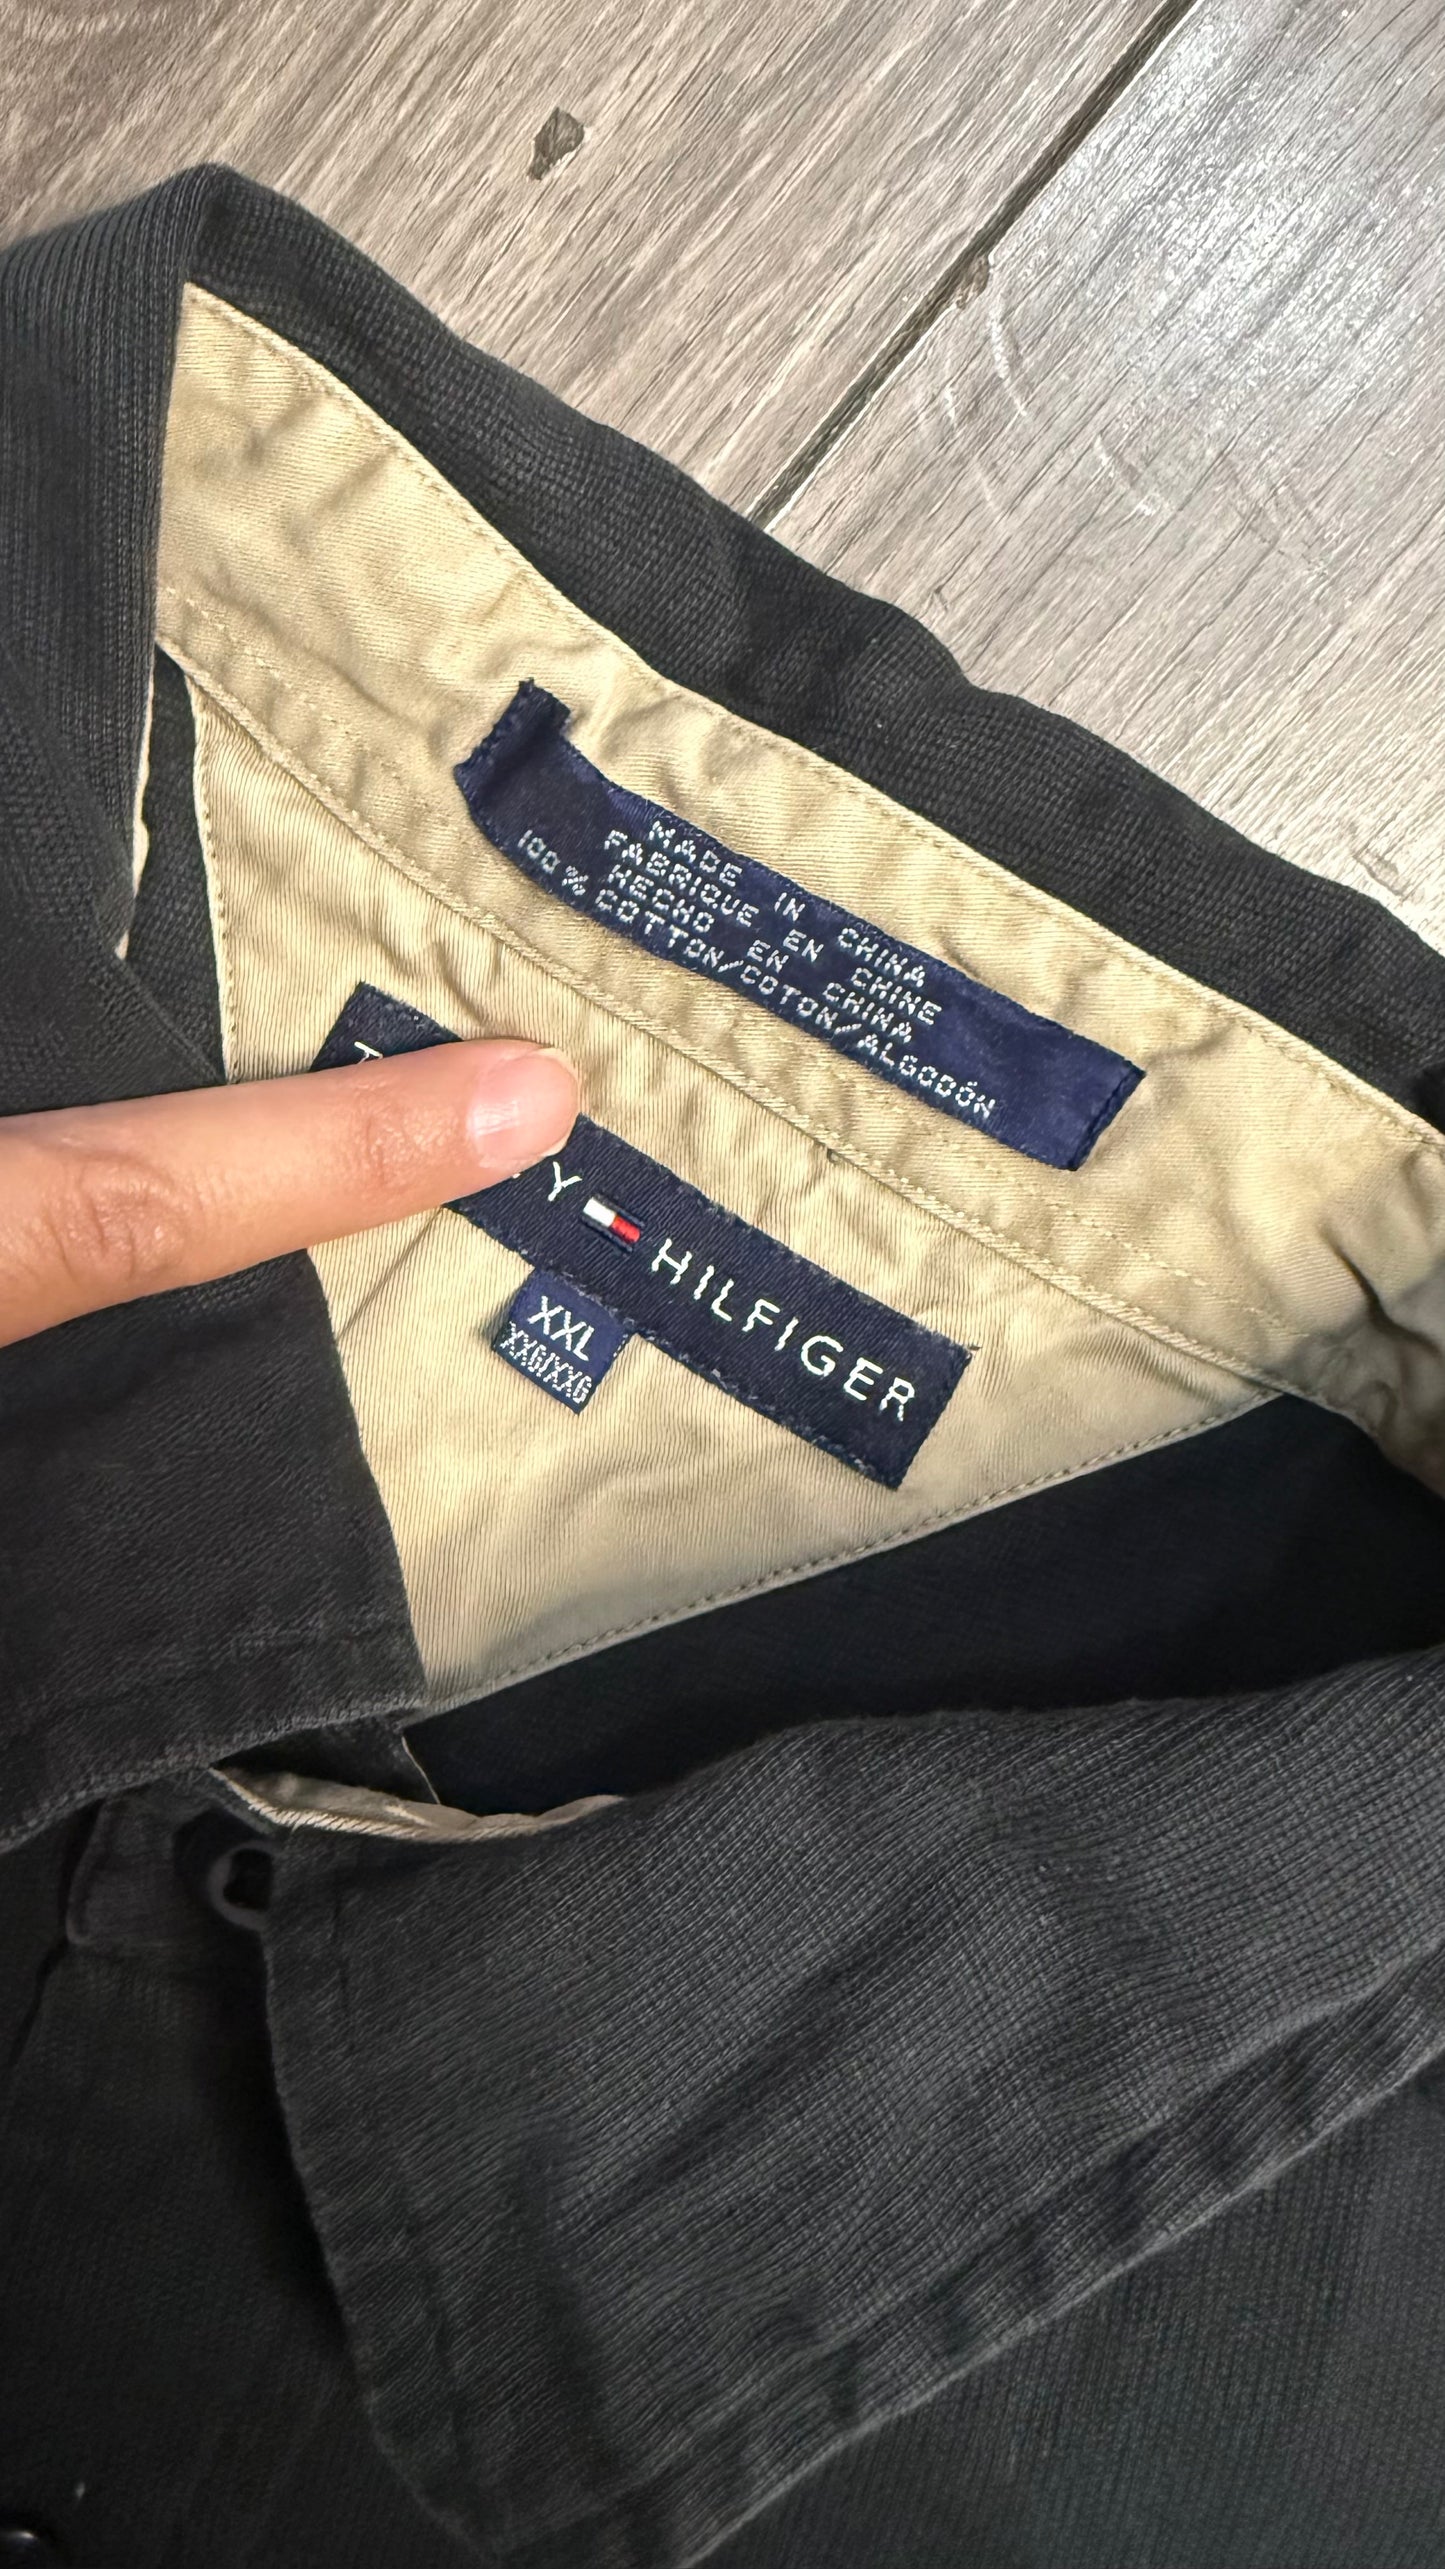 MADE IN CHINA
FABRIQUE EN CHINE
HECHO EN CHINA
100% COTTON/COTON/ALGODÓN
HILFIGER
XXL
XXG/XXG